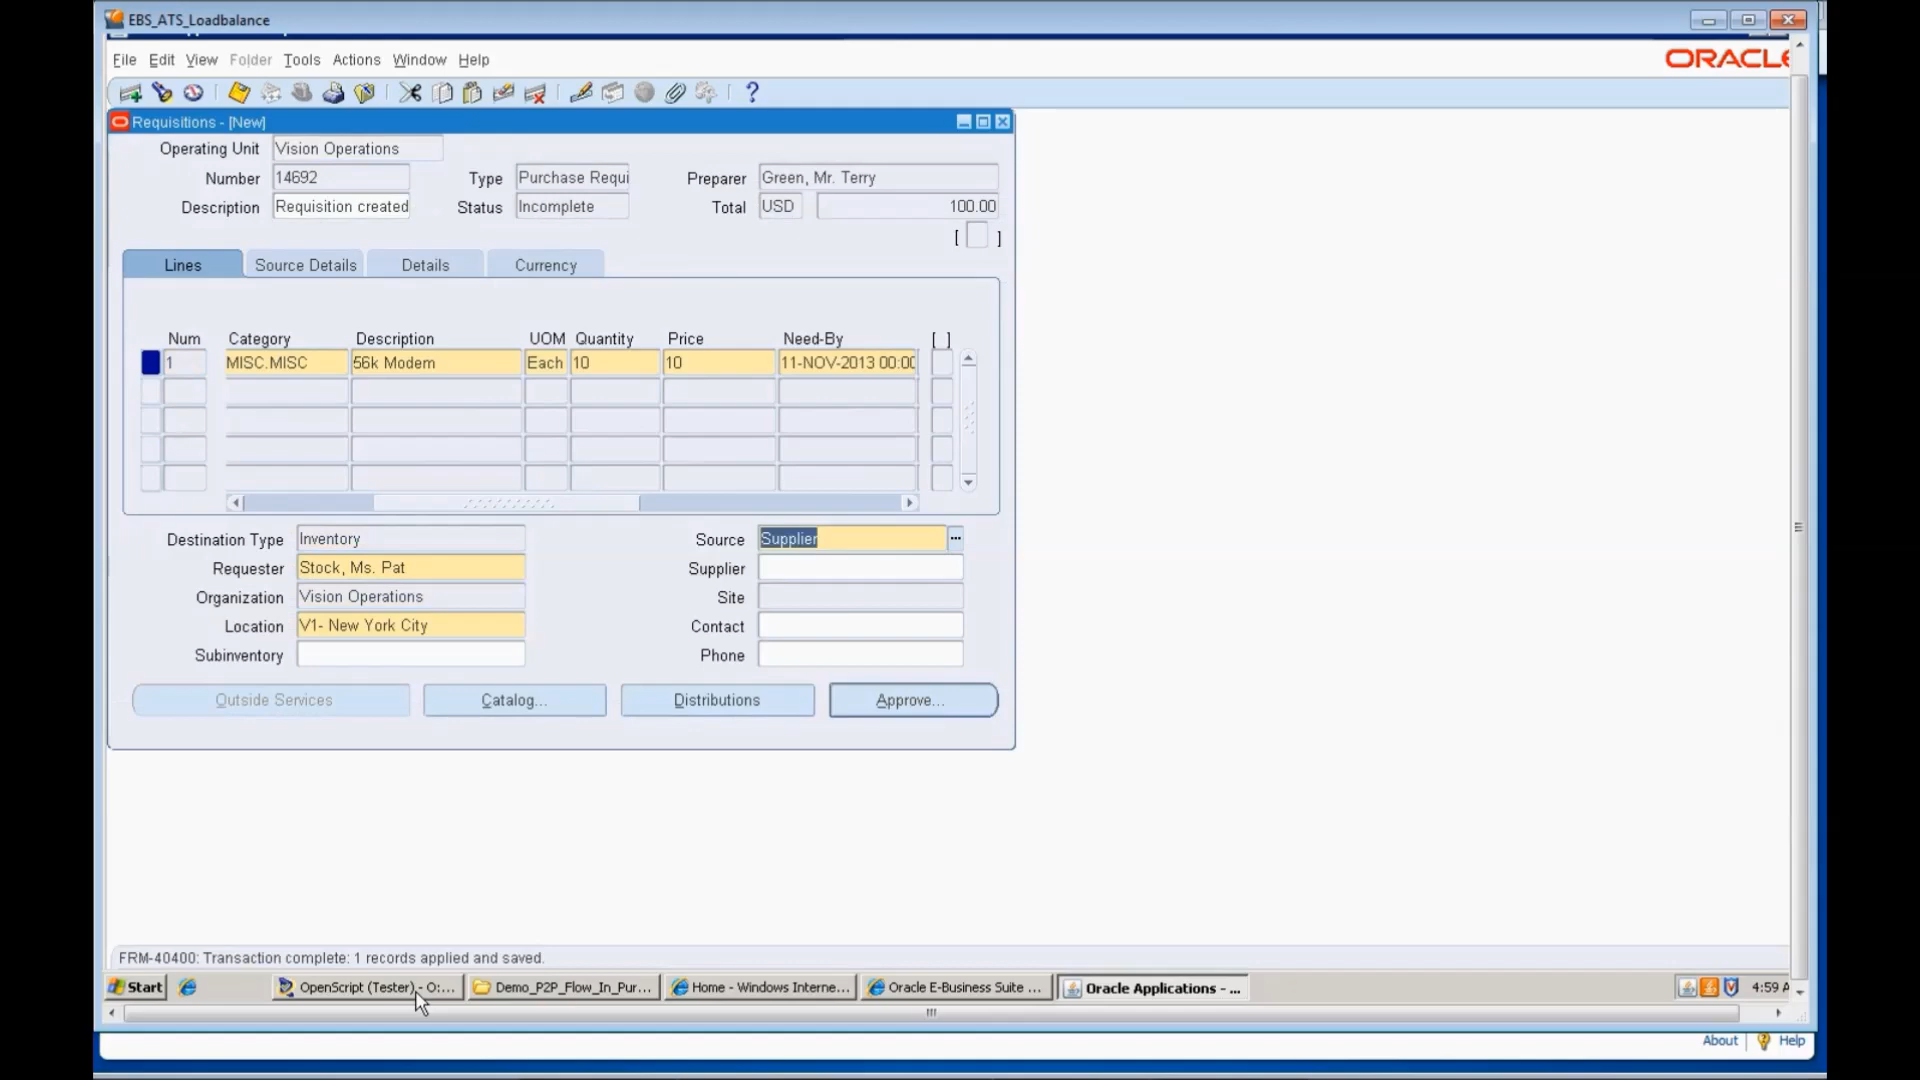 EBS_ATS_Loadbalance
File Edit View Folder Tools Actions Window Help
ORACLE
Requisitions - [New]
Operating Unit Vision Operations
Number 14692 Type Purchase Requi Preparer Green, Mr. Terry
Description Requisition created Status Incomplete Total USD 100.00
[ ]
Lines Source Details Details Currency
Num Category Description UOM Quantity Price Need-By [ ]
1 MISC.MISC 56k Modem Each 10 10 11-NOV-2013 00:00
Destination Type Inventory Source Supplier ...
Requester Stock, Ms. Pat Supplier
Organization Vision Operations Site
Location V1- New York City Contact
Subinventory Phone
Outside Services Catalog... Distributions Approve...
FRM-40400: Transaction complete: 1 records applied and saved.
Start OpenScript (Tester) - O:... Demo_P2P_Flow_In_Pur... Home - Windows Interne... Oracle E-Business Suite ... Oracle Applications - ... 4:59 A
About Help